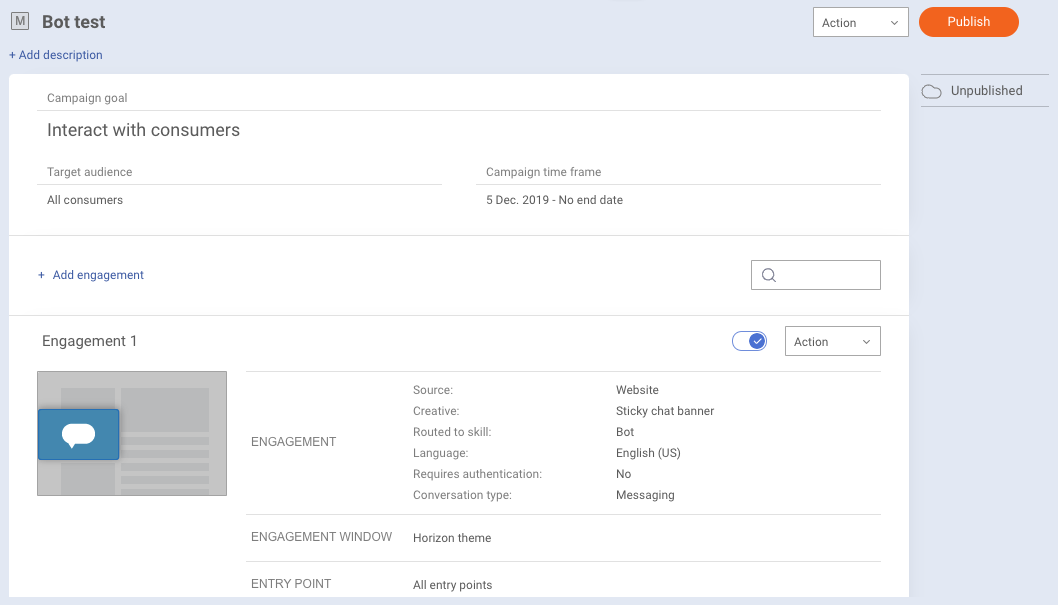 M Bot test
Action
Publish
+ Add description
Unpublished
Campaign goal
Interact with consumers
Target audience
All consumers
Campaign time frame
5 Dec. 2019 - No end date
+ Add engagement
Engagement 1
Action
ENGAGEMENT
Source: Website
Creative: Sticky chat banner
Routed to skill: Bot
Language: English (US)
Requires authentication: No
Conversation type: Messaging
ENGAGEMENT WINDOW Horizon theme
ENTRY POINT All entry points